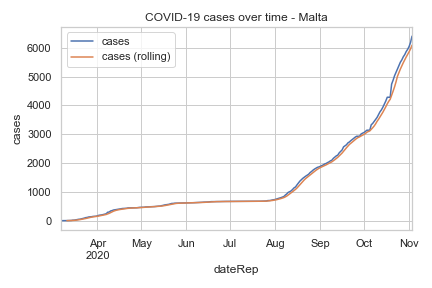 COVID-19 cases over time - Malta
cases
cases (rolling)
6000
5000
4000
3000
2000
1000
0
cases
Apr
2020
May
Jun
Jul
Aug
Sep
Oct
Nov
dateRep